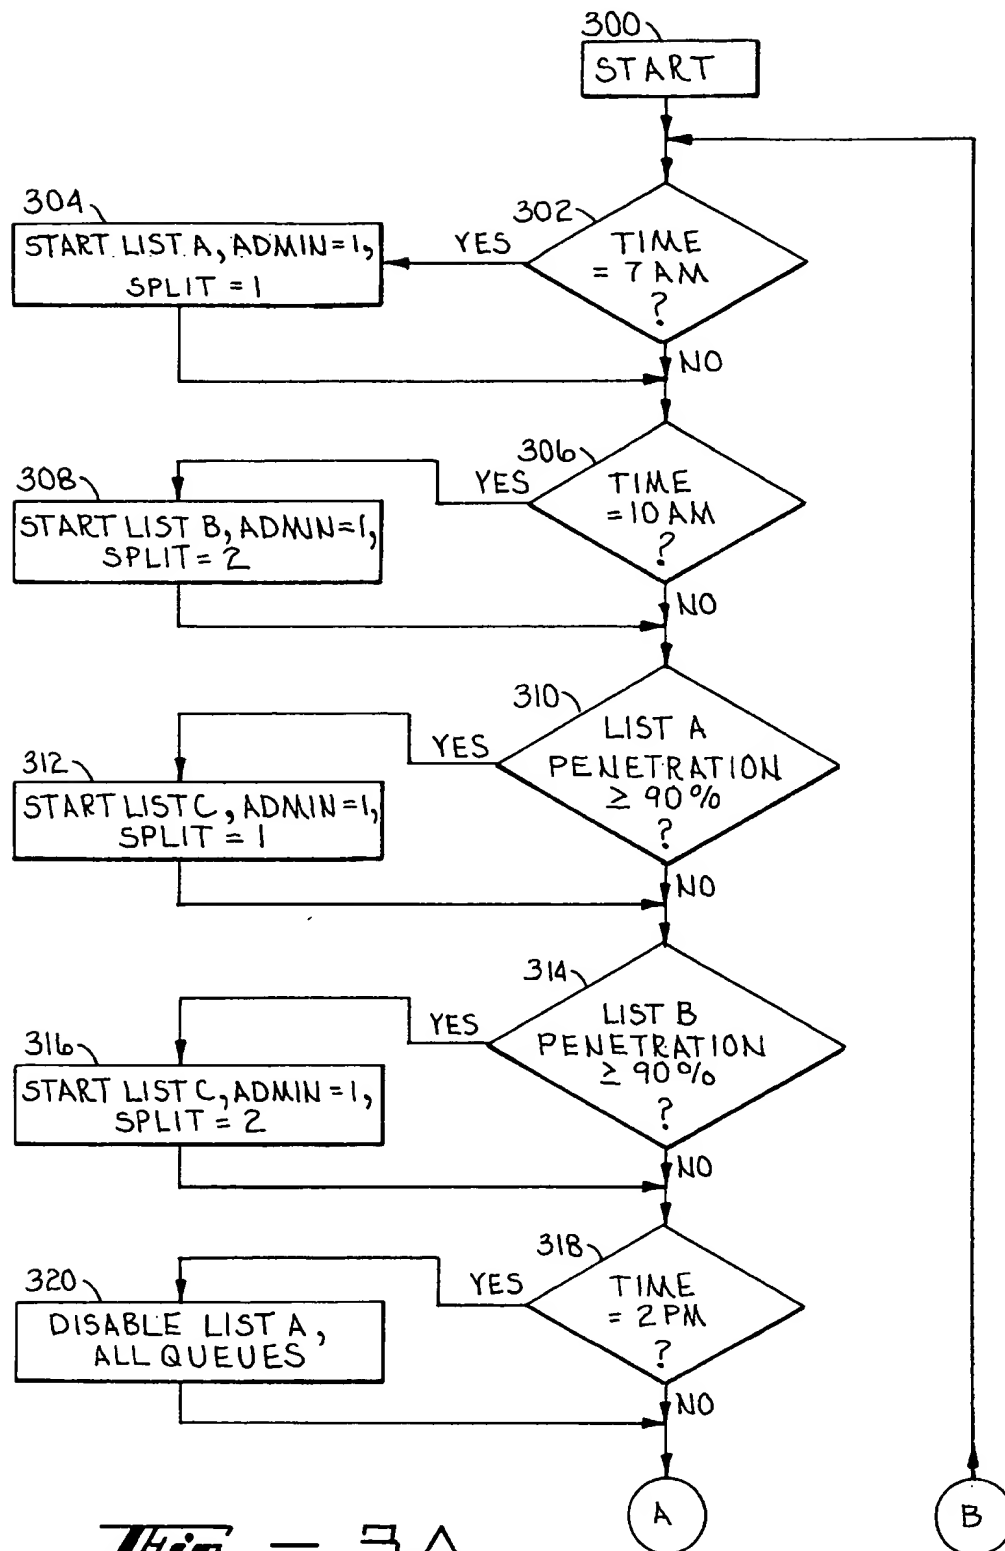 300
START
304
302
START LIST A, ADMIN=1,
SPLIT = 1
YES
TIME
= 7 AM
?
NO
308
306
START LIST B, ADMIN=1,
SPLIT = 2
YES
TIME
= 10 AM
?
NO
312
310
START LIST C, ADMIN=1,
SPLIT = 1
YES
LIST A
PENETRATION
≥ 90%
?
NO
316
314
START LIST C, ADMIN=1,
SPLIT = 2
YES
LIST B
PENETRATION
≥ 90%
?
NO
320
318
DISABLE LIST A,
ALL QUEUES
YES
TIME
= 2 PM
?
NO
A
B
Fig - 3A